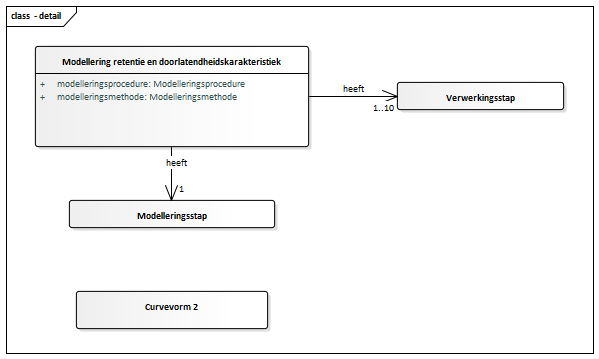 class - detail
Modellering retentie en doorlatendheidskarakteristiek
+ modelleringsprocedure: Modelleringsprocedure
+ modelleringsmethode: Modelleringsmethode
heeft
1..10
Verwerkingsstap
heeft
1
Modelleringsstap
Curvevorm 2